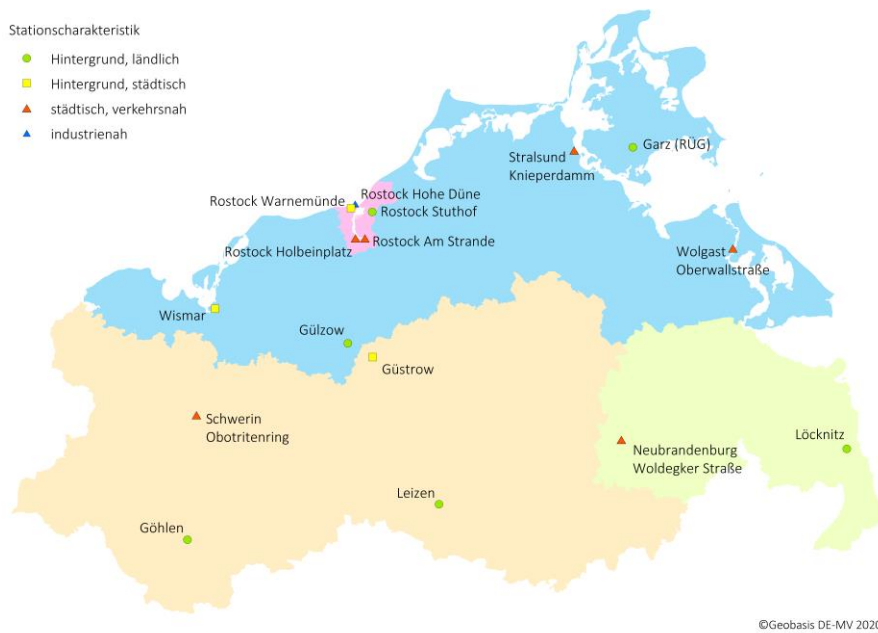 Stationscharakteristik
Hintergrund, ländlich
Hintergrund, städtisch
städtisch, verkehrsnah
industrienah
Stralsund
Knieperdamm
Garz (RÜG)
Rostock Warnemünde
Rostock Hohe Düne
Rostock Stuthof
Rostock Holbeinplatz
Rostock Am Strande
Wolgast
Oberwallstraße
Wismar
Gülzow
Güstrow
Schwerin
Obotritenring
Neubrandenburg
Woldegker Straße
Löcknitz
Leizen
Göhlen
©Geobasis DE-MV 2020